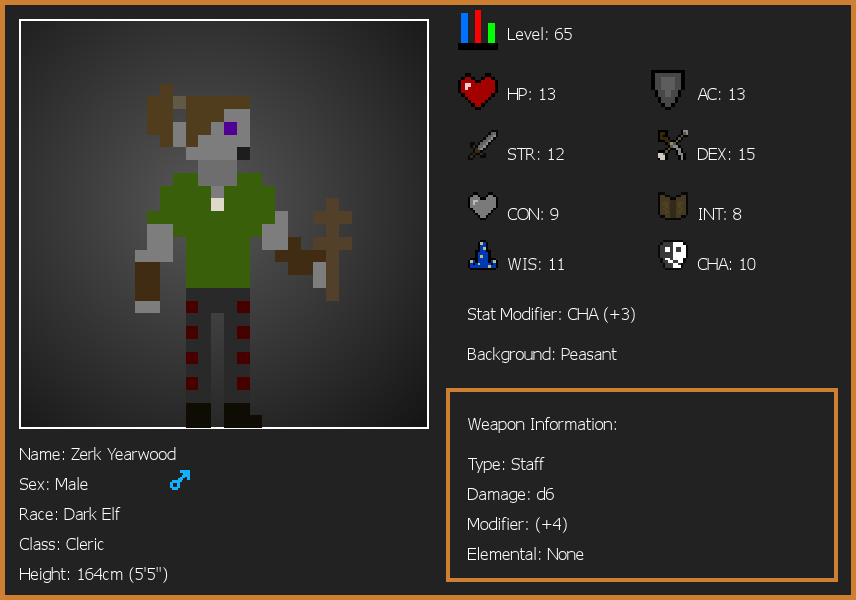 Level: 65
HP: 13
AC: 13
STR: 12
DEX: 15
CON: 9
INT: 8
WIS: 11
CHA: 10
Stat Modifier: CHA (+3)
Background: Peasant
Weapon Information:
Type: Staff
Damage: d6
Modifier: (+4)
Elemental: None
Name: Zerk Yearwood
Sex: Male
Race: Dark Elf
Class: Cleric
Height: 164cm (5'5")